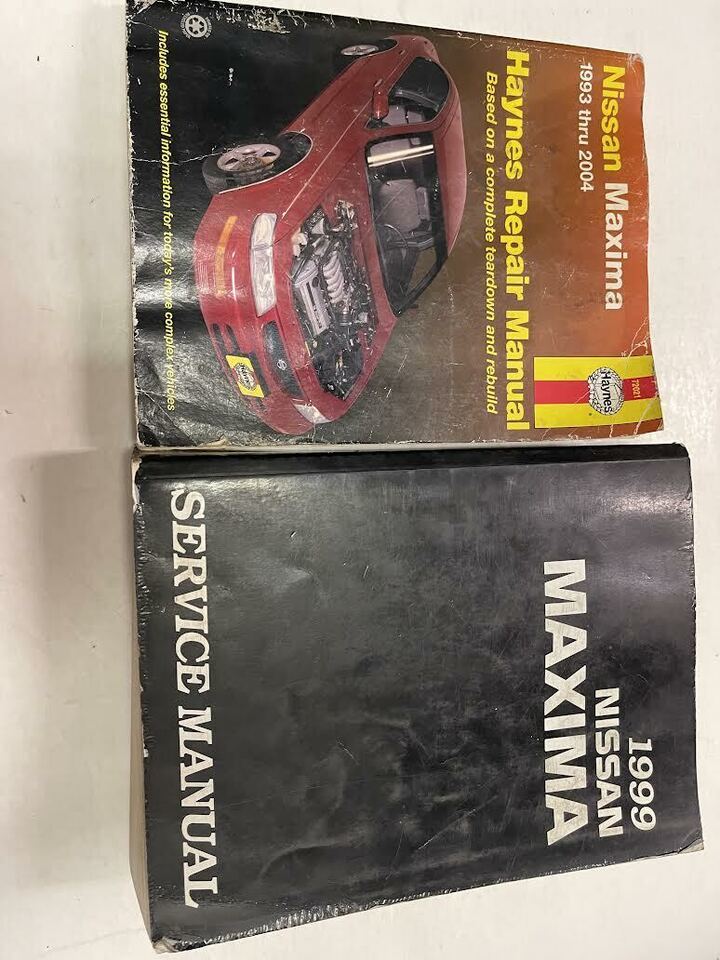 Nissan Maxima
1993 thru 2004
Haynes Repair Manual
Based on a complete teardown and rebuild
72021
Haynes
Haynes
Includes essential information for today's more complex vehicles
1999
NISSAN
MAXIMA
SERVICE MANUAL